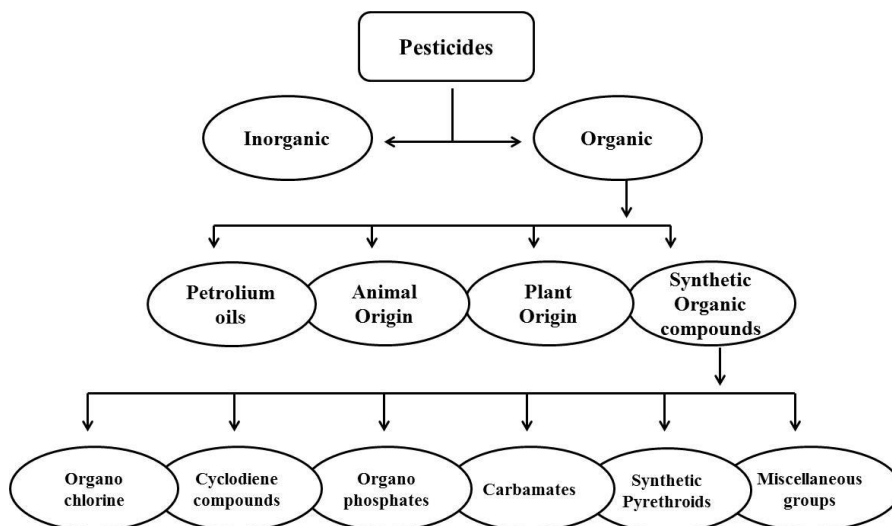 Pesticides
Inorganic
Organic
Petrolium
oils
Animal
Origin
Plant
Origin
Synthetic
Organic
compounds
Organo
chlorine
Cyclodiene
compounds
Organo
phosphates
Carbamates
Synthetic
Pyrethroids
Miscellaneous
groups